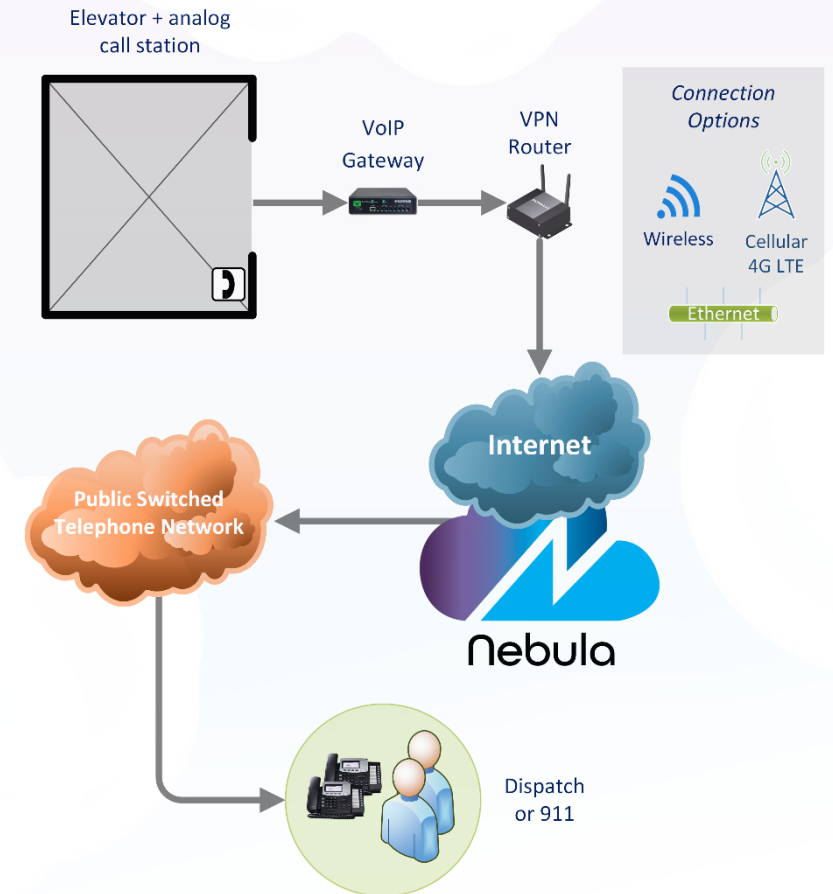 Elevator + analog
call station
VoIP
Gateway
VPN
Router
Connection
Options
Wireless
Cellular
4G LTE
Ethernet
Internet
Public Switched
Telephone Network
Nebula
Dispatch
or 911